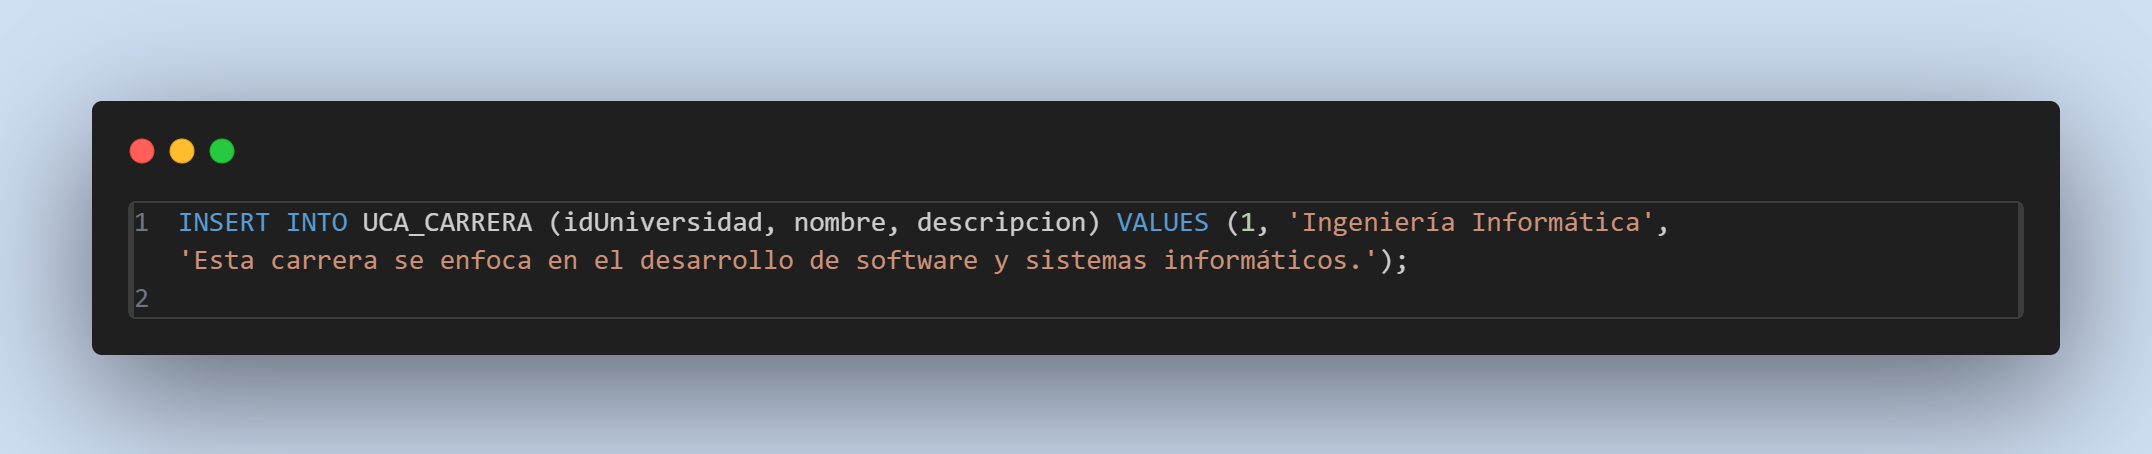 1 INSERT INTO UCA_CARRERA (idUniversidad, nombre, descripcion) VALUES (1, 'Ingeniería Informática',
'Esta carrera se enfoca en el desarrollo de software y sistemas informáticos.');
2